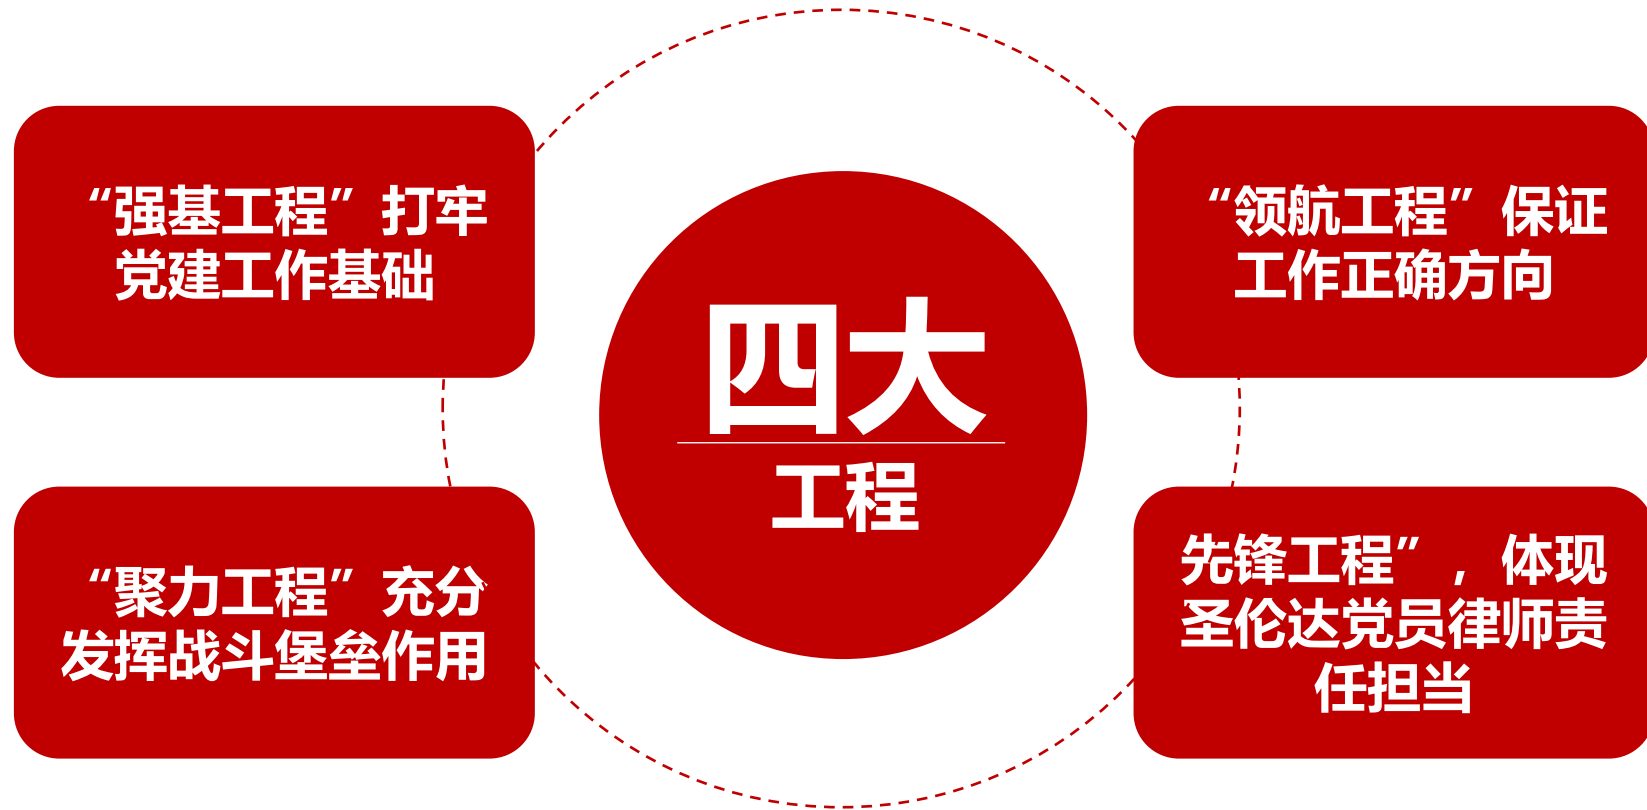 “强基工程”打牢
党建工作基础
“领航工程”保证
工作正确方向
四大
工程
“聚力工程”充分
发挥战斗堡垒作用
先锋工程”，体现
圣伦达党员律师责
任担当